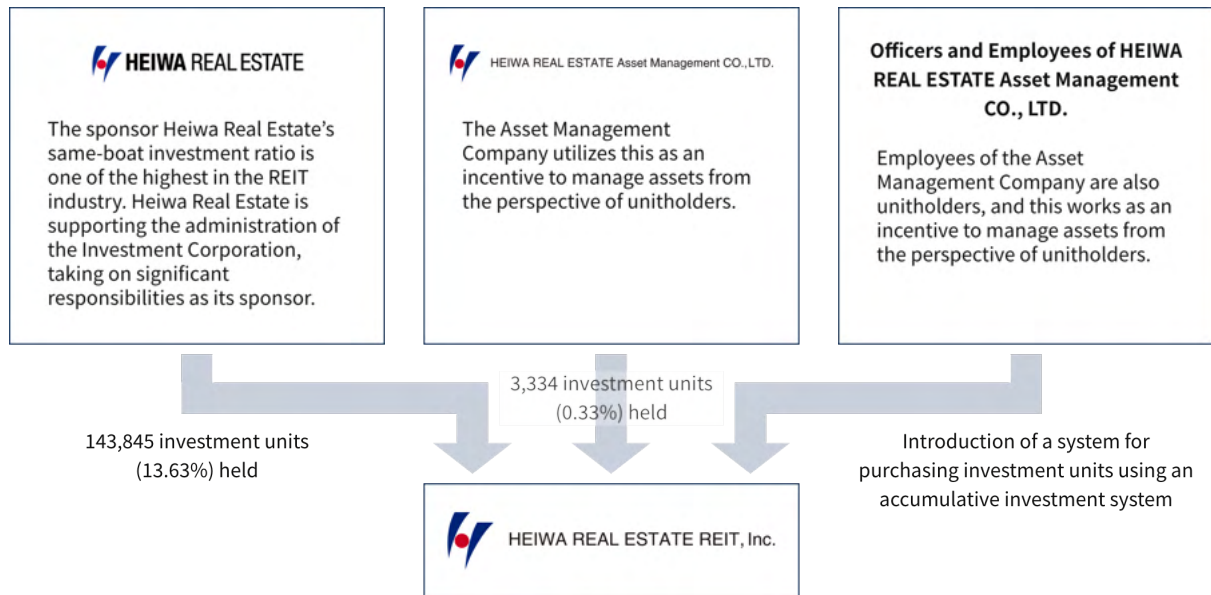 HEIWA REAL ESTATE
The sponsor Heiwa Real Estate's
same-boat investment ratio is
one of the highest in the REIT
industry. Heiwa Real Estate is
supporting the administration of
the Investment Corporation,
taking on significant
responsibilities as its sponsor.
HEIWA REAL ESTATE Asset Management CO.,LTD.
The Asset Management
Company utilizes this as an
incentive to manage assets from
the perspective of unitholders.
Officers and Employees of HEIWA
REAL ESTATE Asset Management
CO., LTD.
Employees of the Asset
Management Company are also
unitholders, and this works as an
incentive to manage assets from
the perspective of unitholders.
143,845 investment units
(13.63%) held
3,334 investment units
(0.33%) held
Introduction of a system for
purchasing investment units using an
accumulative investment system
HEIWA REAL ESTATE REIT, Inc.